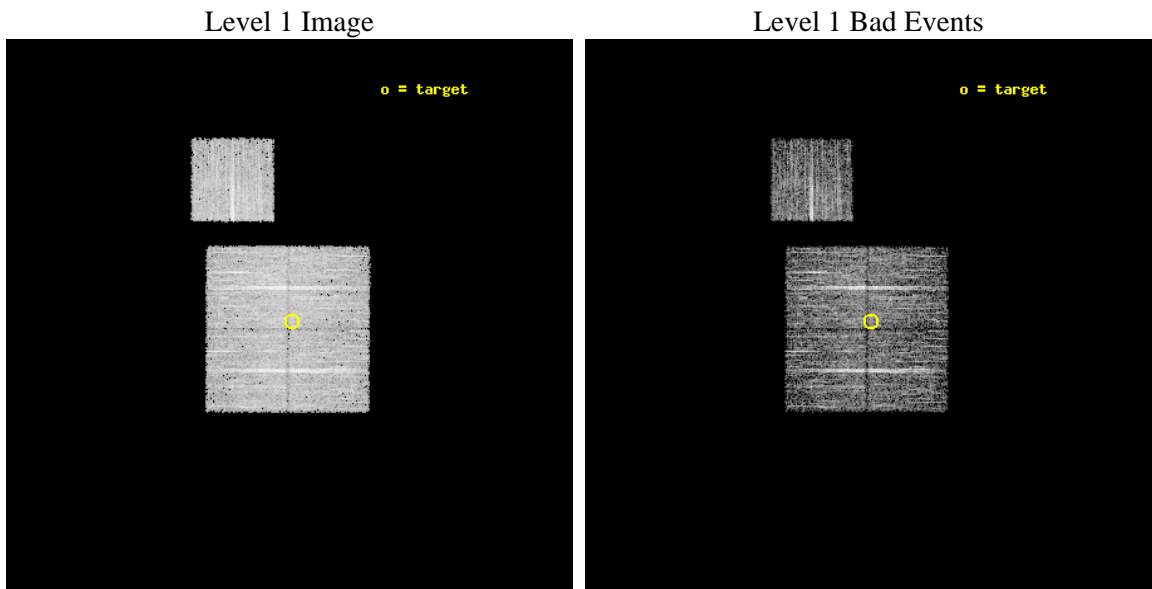 Level 1 Image
Level 1 Bad Events
o = target
o = target